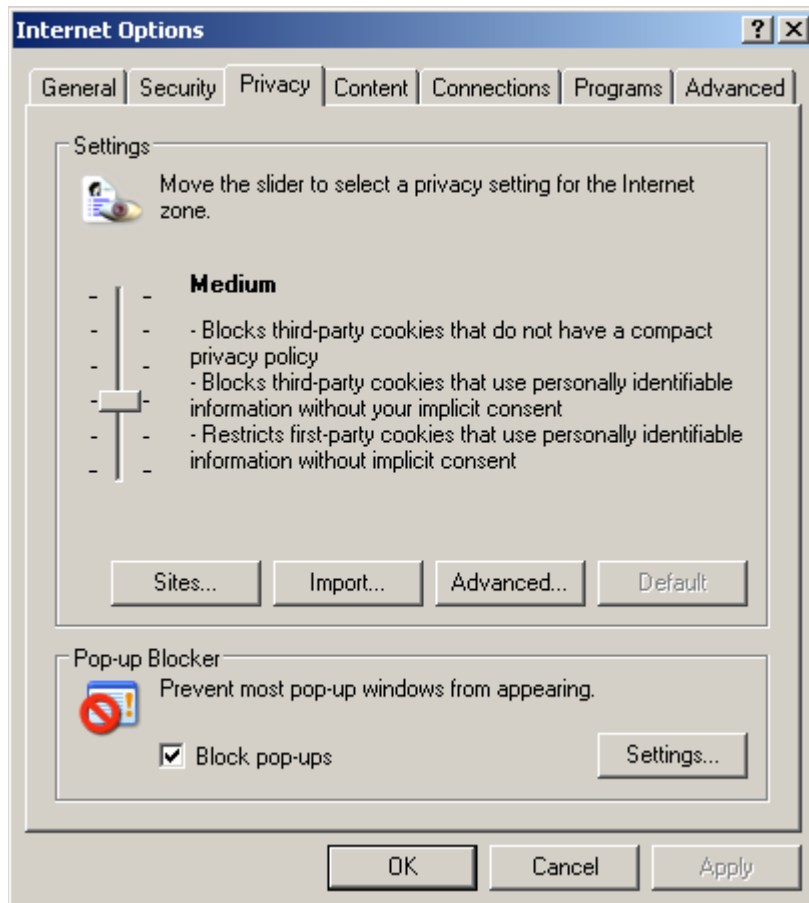 Internet Options
General Security Privacy Content Connections Programs Advanced
Settings
Move the slider to select a privacy setting for the Internet
zone.
Medium
- Blocks third-party cookies that do not have a compact
privacy policy
- Blocks third-party cookies that use personally identifiable
information without your implicit consent
- Restricts first-party cookies that use personally identifiable
information without implicit consent
Sites... Import... Advanced... Default
Pop-up Blocker
Prevent most pop-up windows from appearing.
Block pop-ups Settings...
OK Cancel Apply